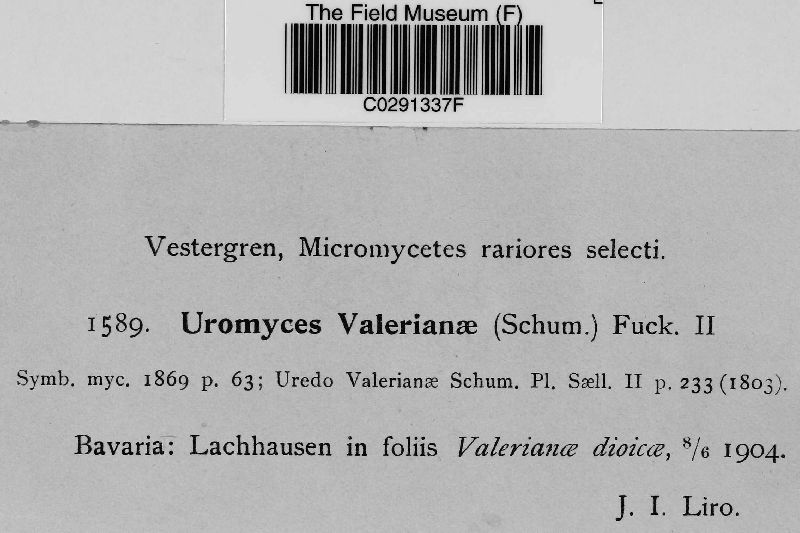 The Field Museum (F)
C0291337F
Vestergren, Micromycetes rariores selecti.
1589. Uromyces Valerianæ (Schum.) Fuck. II
Symb. myc. 1869 p. 63; Uredo Valerianæ Schum. Pl. Sæll. II p. 233 (1803).
Bavaria: Lachhausen in foliis Valerianæ dioicæ, 8/6 1904.
J. I. Liro.